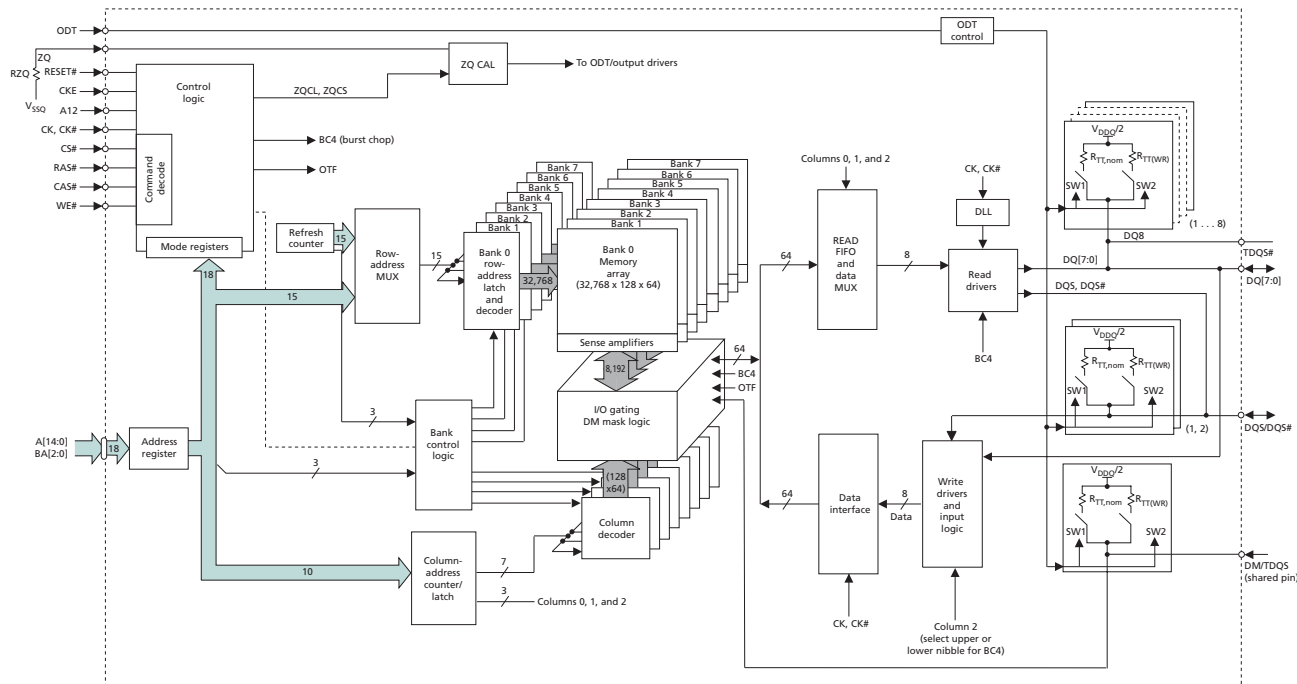 ODT
ODT
control
ZQ
RZQ
VSSQ
RESET#
CKE
A12
CK, CK#
CS#
RAS#
CAS#
WE#
Control
logic
Command
decode
Mode registers
ZQ CAL
To ODT/output drivers
ZQCL, ZQCS
BC4 (burst chop)
OTF
Refresh
counter
15
Row-
address
MUX
15
18
15
Bank 7
Bank 6
Bank 5
Bank 4
Bank 3
Bank 2
Bank 1
Bank 0
row-
address
latch
and
decoder
32,768
Bank 7
Bank 6
Bank 5
Bank 4
Bank 3
Bank 2
Bank 1
Bank 0
Memory
array
(32,768 x 128 x 64)
Sense amplifiers
8,192
I/O gating
DM mask logic
64
BC4
OTF
(128
x64)
Column
decoder
A[14:0]
BA[2:0]
18
Address
register
3
3
Bank
control
logic
10
Column-
address
counter/
latch
7
3
Columns 0, 1, and 2
Columns 0, 1, and 2
64
READ
FIFO
and
data
MUX
8
CK, CK#
DLL
Read
drivers
BC4
64
Data
interface
CK, CK#
8
Data
Write
drivers
and
input
logic
Column 2
(select upper or
lower nibble for BC4)
VDDQ/2
RTT,nom
RTT(WR)
SW1
SW2
(1 . . . 8)
DQ8
TDQS#
DQ[7:0]
DQ[7:0]
DQS, DQS#
VDDQ/2
RTT,nom
RTT(WR)
SW1
SW2
(1, 2)
DQS/DQS#
VDDQ/2
RTT,nom
RTT(WR)
SW1
SW2
DM/TDQS
(shared pin)